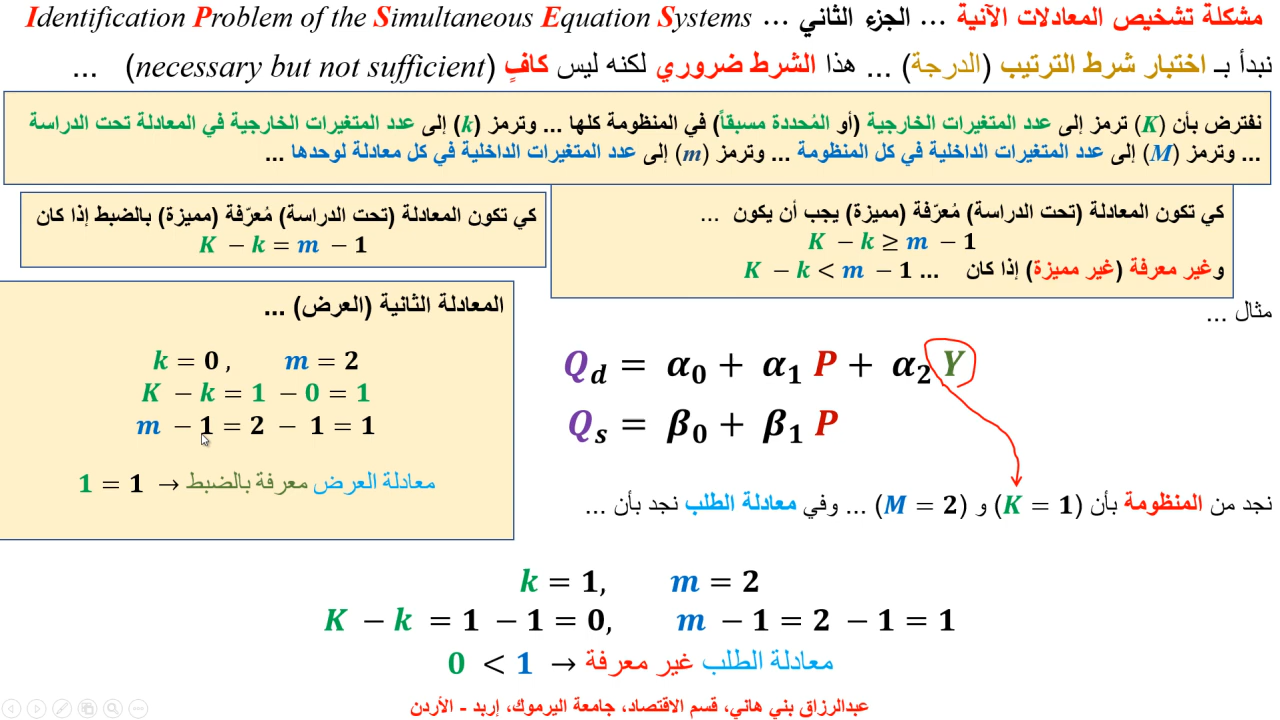 مشكلة تشخيص المعادلات الآنية ... الجزء الثاني ... Identification Problem of the Simultaneous Equation Systems
نبدأ بـ اختبار شرط الترتيب (الدرجة) ... هذا الشرط ضروري لكنه ليس كافٍ (necessary but not sufficient) ...
نفترض بأن (K) ترمز إلى عدد المتغيرات الخارجية (أو المُحددة مسبقاً) في المنظومة كلها ... وترمز (k) إلى عدد المتغيرات الخارجية في المعادلة تحت الدراسة
... وترمز (M) إلى عدد المتغيرات الداخلية في كل المنظومة ... وترمز (m) إلى عدد المتغيرات الداخلية في كل معادلة لوحدها ...
كي تكون المعادلة (تحت الدراسة) مُعرّفة (مميزة) يجب أن يكون ...
K − k ≥ m − 1
وغير معرفة (غير مميزة) إذا كان ... K − k < m − 1
كي تكون المعادلة (تحت الدراسة) مُعرّفة (مميزة) بالضبط إذا كان
K − k = m − 1
مثال ...
Q_d = α_0 + α_1 P + α_2 Y
Q_s = β_0 + β_1 P
نجد من المنظومة بأن (K = 1) و (M = 2) ... وفي معادلة الطلب نجد بأن ...
k = 1, m = 2
K − k = 1 − 1 = 0, m − 1 = 2 − 1 = 1
0 < 1 → معادلة الطلب غير معرفة
المعادلة الثانية (العرض) ...
k = 0 , m = 2
K − k = 1 − 0 = 1
m − 1 = 2 − 1 = 1
1 = 1 → معادلة العرض معرفة بالضبط
عبدالرزاق بني هاني، قسم الاقتصاد، جامعة اليرموك، إربد - الأردن